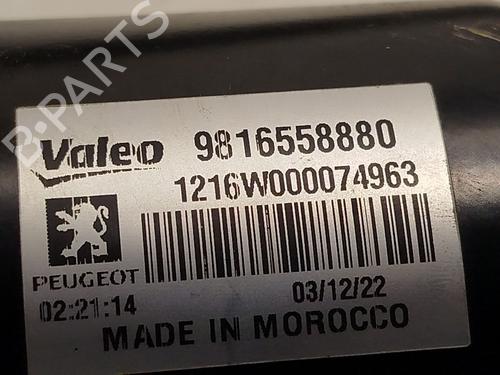 B-PARTS
Valeo 9816558880
1216W000074963
PEUGEOT
02:21:14 03/12/22
MADE IN MOROCCO